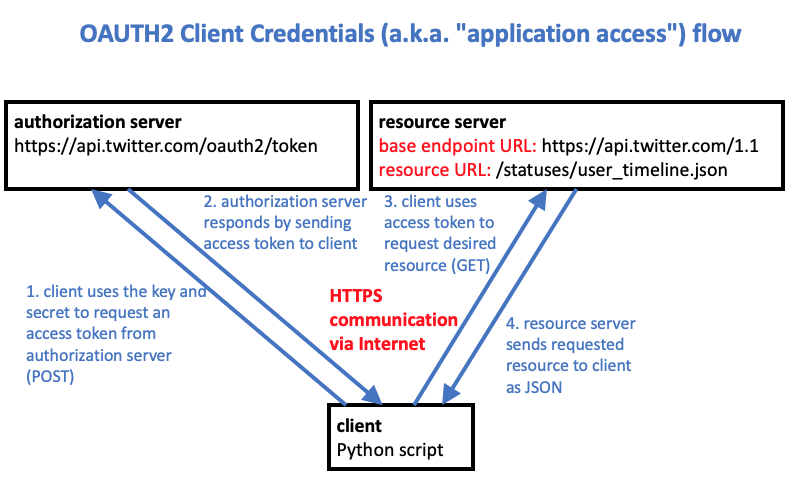 OAUTH2 Client Credentials (a.k.a. "application access") flow
authorization server
https://api.twitter.com/oauth2/token
resource server
base endpoint URL: https://api.twitter.com/1.1
resource URL: /statuses/user_timeline.json
2. authorization server
responds by sending
access token to client
3. client uses
access token to
request desired
resource (GET)
1. client uses the key and
secret to request an
access token from
authorization server
(POST)
HTTPS
communication
via Internet
4. resource server
sends requested
resource to client
as JSON
client
Python script